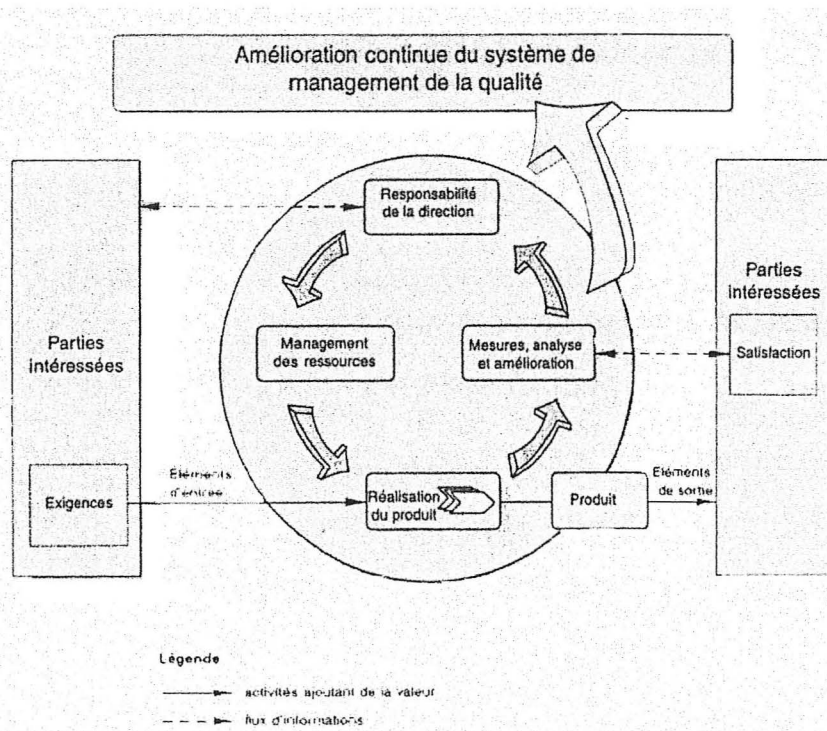 Amélioration continue du système de
management de la qualité
Responsabilité
de la direction
Parties
intéressées
Management
des ressources
Mesures, analyse
et amélioration
Parties
intéressées
Satisfaction
Exigences
Eléments
d'entrée
Réalisation
du produit
Produit
Eléments
de sortie
Légende
activités ajoutant de la valeur
flux d'informations